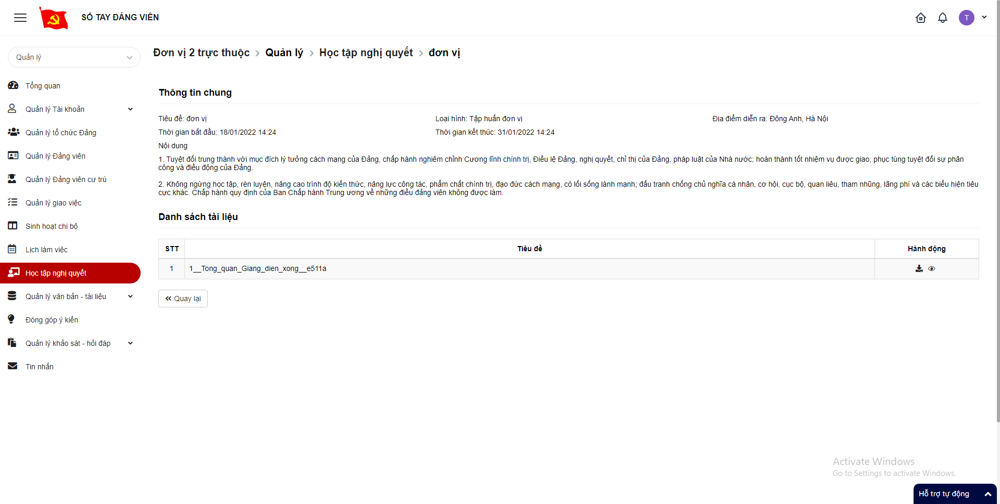 SỔ TAY ĐẢNG VIÊN
T
Quản lý
Đơn vị 2 trực thuộc > Quản lý > Học tập nghị quyết > đơn vị
Tổng quan
Quản lý Tài khoản
Quản lý tổ chức Đảng
Quản lý Đảng viên
Quản lý Đảng viên cư trú
Quản lý giao việc
Sinh hoạt chi bộ
Lịch làm việc
Học tập nghị quyết
Quản lý văn bản - tài liệu
Đóng góp ý kiến
Quản lý khảo sát - hỏi đáp
Tin nhắn
Thông tin chung
Tiêu đề: đơn vị
Loại hình: Tập huấn đơn vị
Địa điểm diễn ra: Đông Anh, Hà Nội
Thời gian bắt đầu: 18/01/2022 14:24
Thời gian kết thúc: 31/01/2022 14:24
Nội dung
1. Tuyệt đối trung thành với mục đích lý tưởng cách mạng của Đảng, chấp hành nghiêm chỉnh Cương lĩnh chính trị, Điều lệ Đảng, nghị quyết, chỉ thị của Đảng, pháp luật của Nhà nước; hoàn thành tốt nhiệm vụ được giao; phục tùng tuyệt đối sự phân
công và điều động của Đảng.
2. Không ngừng học tập, rèn luyện, nâng cao trình độ kiến thức, năng lực công tác, phẩm chất chính trị, đạo đức cách mạng, có lối sống lành mạnh; đấu tranh chống chủ nghĩa cá nhân, cơ hội, cục bộ, quan liêu, tham nhũng, lãng phí và các biểu hiện tiêu
cực khác. Chấp hành quy định của Ban Chấp hành Trung ương về những điều đảng viên không được làm.
Danh sách tài liệu
STT
Tiêu đề
Hành động
1
1__Tong_quan_Giang_dien_xong__e511a
Quay lại
Activate Windows
Go to Settings to activate Windows.
Hỗ trợ tự động